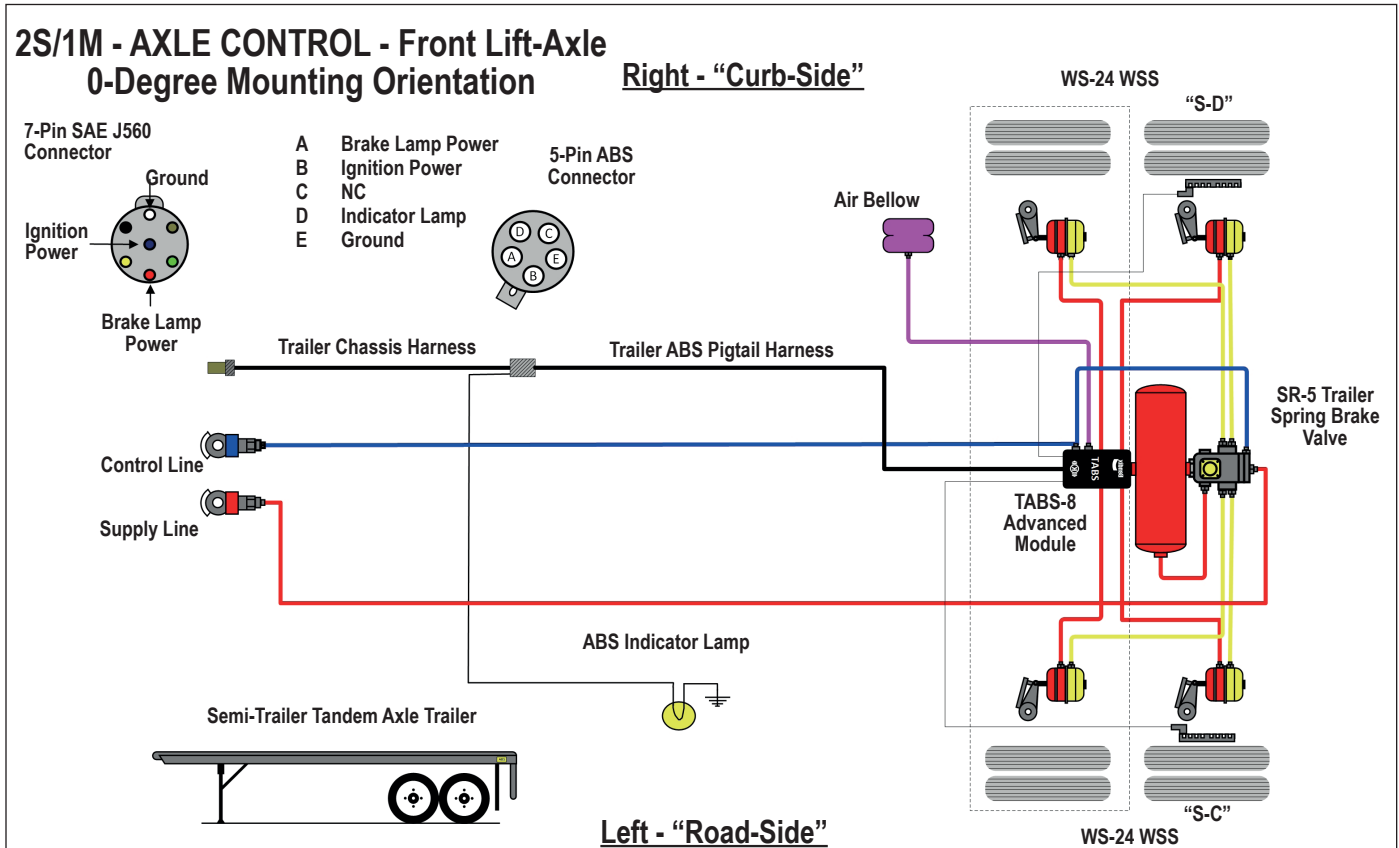 2S/1M - AXLE CONTROL - Front Lift-Axle
0-Degree Mounting Orientation
Right - “Curb-Side”
WS-24 WSS
“S-D”
7-Pin SAE J560
Connector
Ground
Ignition
Power
Brake Lamp
Power
A Brake Lamp Power
B Ignition Power
C NC
D Indicator Lamp
E Ground
5-Pin ABS
Connector
D
C
A
E
B
Air Bellow
Trailer Chassis Harness
Trailer ABS Pigtail Harness
SR-5 Trailer
Spring Brake
Valve
Control Line
TABS
Supply Line
TABS-8
Advanced
Module
ABS Indicator Lamp
Semi-Trailer Tandem Axle Trailer
“S-C”
Left - “Road-Side”
WS-24 WSS